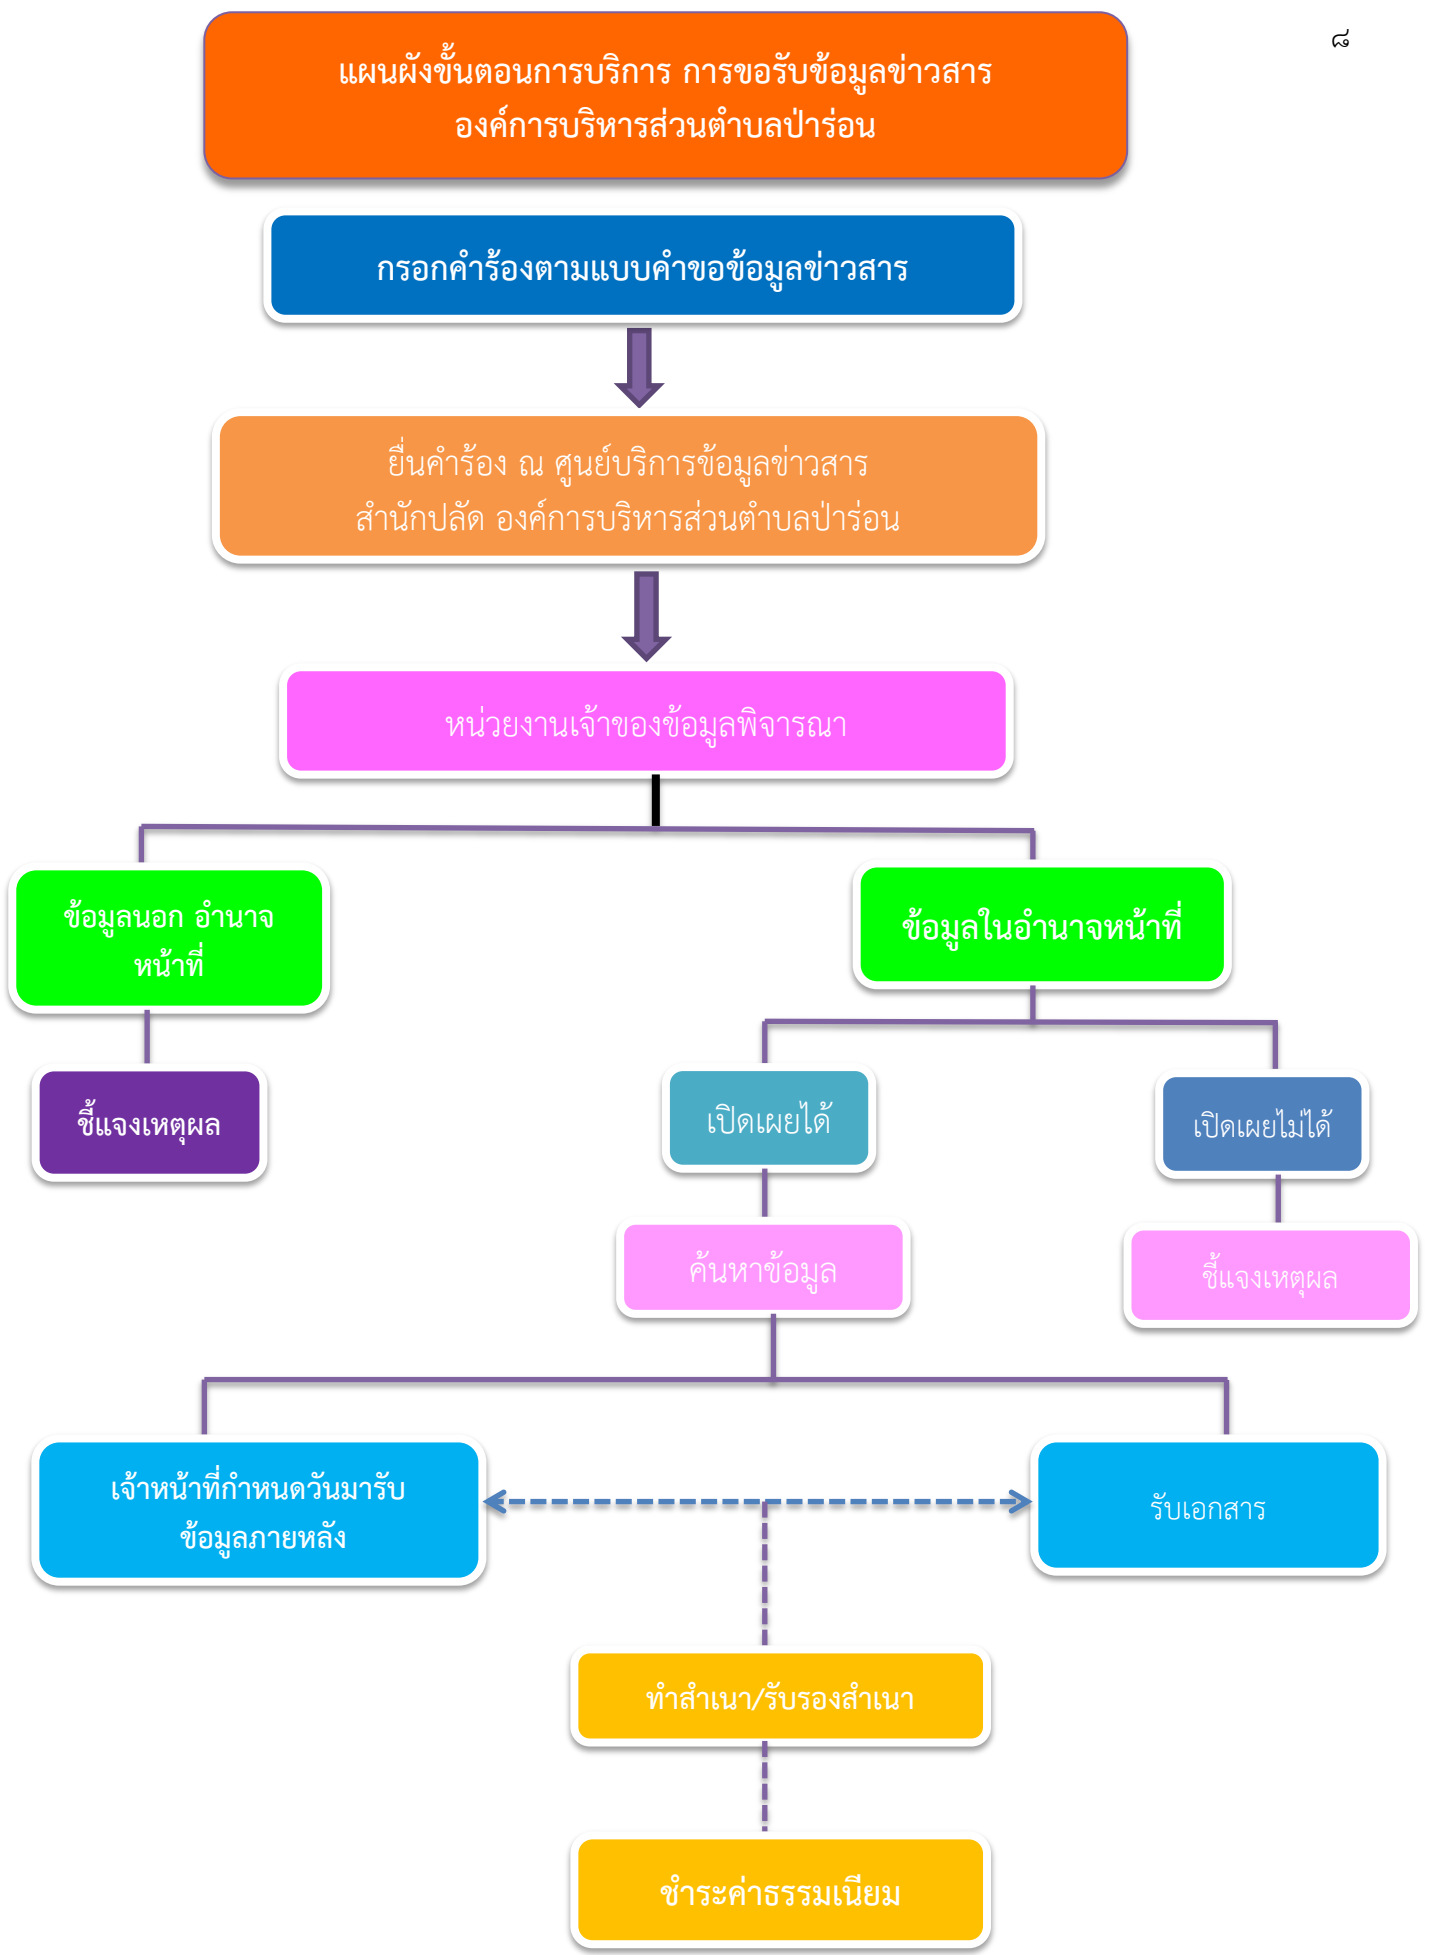 ๘
แผนผังขั้นตอนการบริการ การขอรับข้อมูลข่าวสาร
องค์การบริหารส่วนตำบลป่าร่อน
กรอกคำร้องตามแบบคำขอข้อมูลข่าวสาร
ยื่นคำร้อง ณ ศูนย์บริการข้อมูลข่าวสาร
สำนักปลัด องค์การบริหารส่วนตำบลป่าร่อน
หน่วยงานเจ้าของข้อมูลพิจารณา
ข้อมูลนอก อำนาจ
หน้าที่
ข้อมูลในอำนาจหน้าที่
ชี้แจงเหตุผล
เปิดเผยได้
เปิดเผยไม่ได้
ค้นหาข้อมูล
ชี้แจงเหตุผล
เจ้าหน้าที่กำหนดวันมารับ
ข้อมูลภายหลัง
รับเอกสาร
ทำสำเนา/รับรองสำเนา
ชำระค่าธรรมเนียม